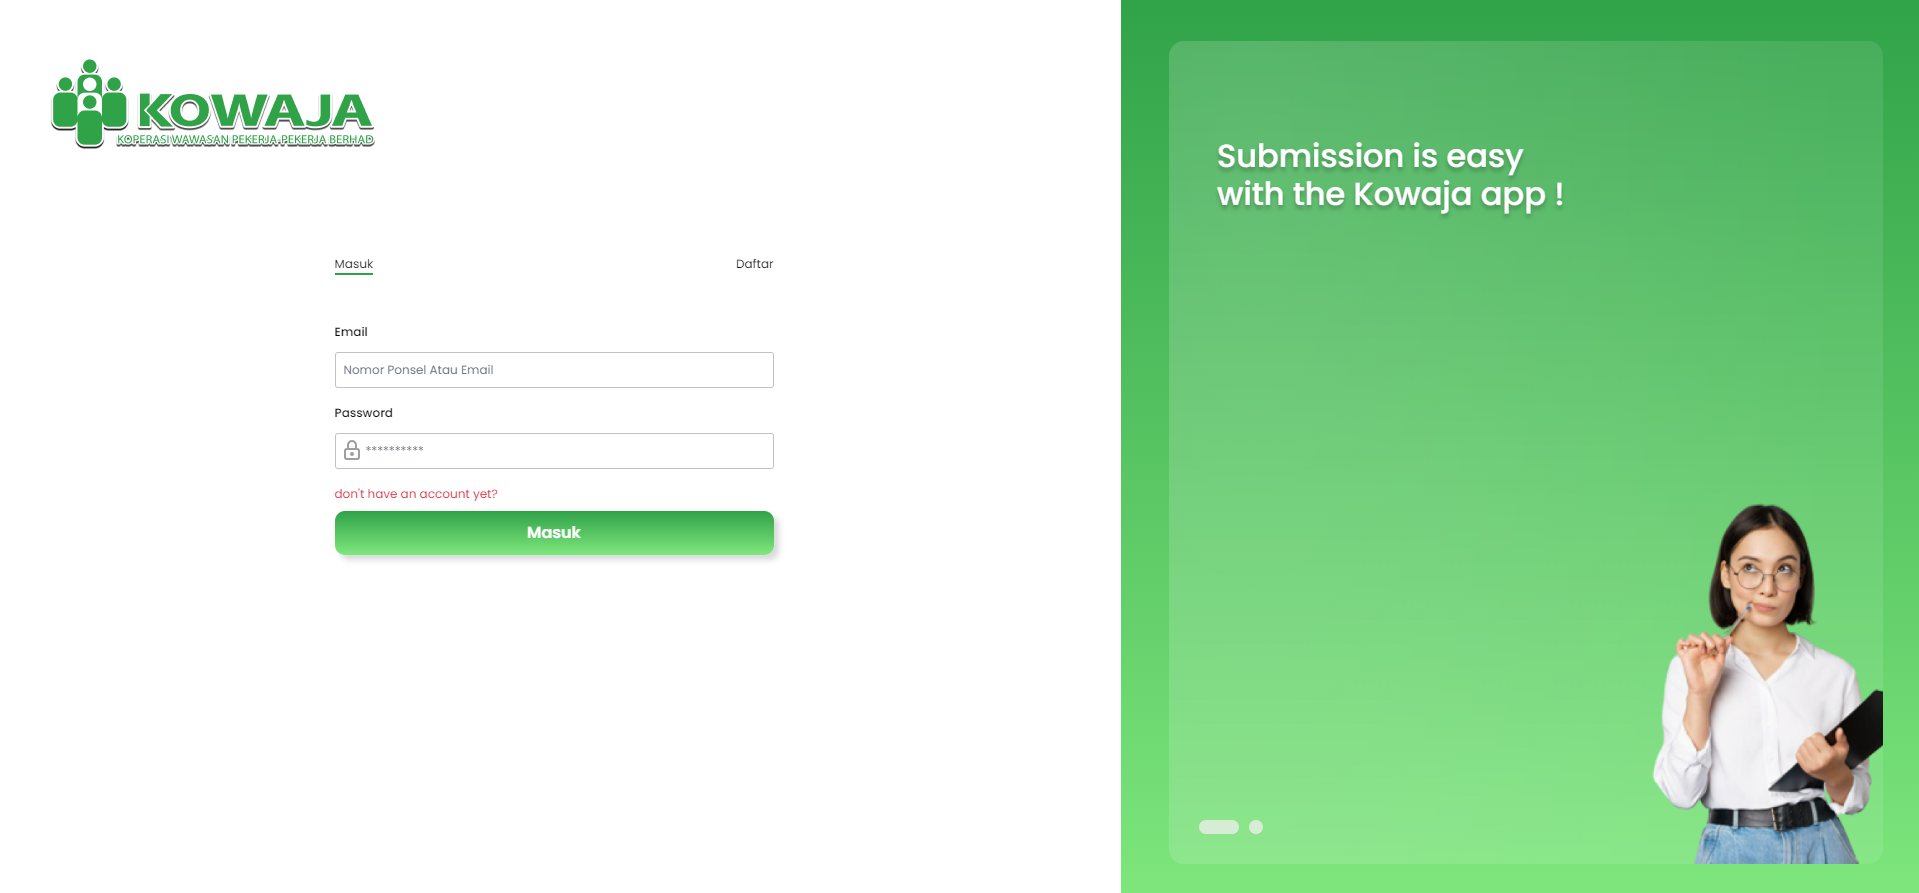 KOWAJA
KOPERASI WAWASAN PEKERJA-PEKERJA BERHAD
Masuk
Daftar
Email
Nomor Ponsel Atau Email
Password
**********
don't have an account yet?
Masuk
Submission is easy
with the Kowaja app !